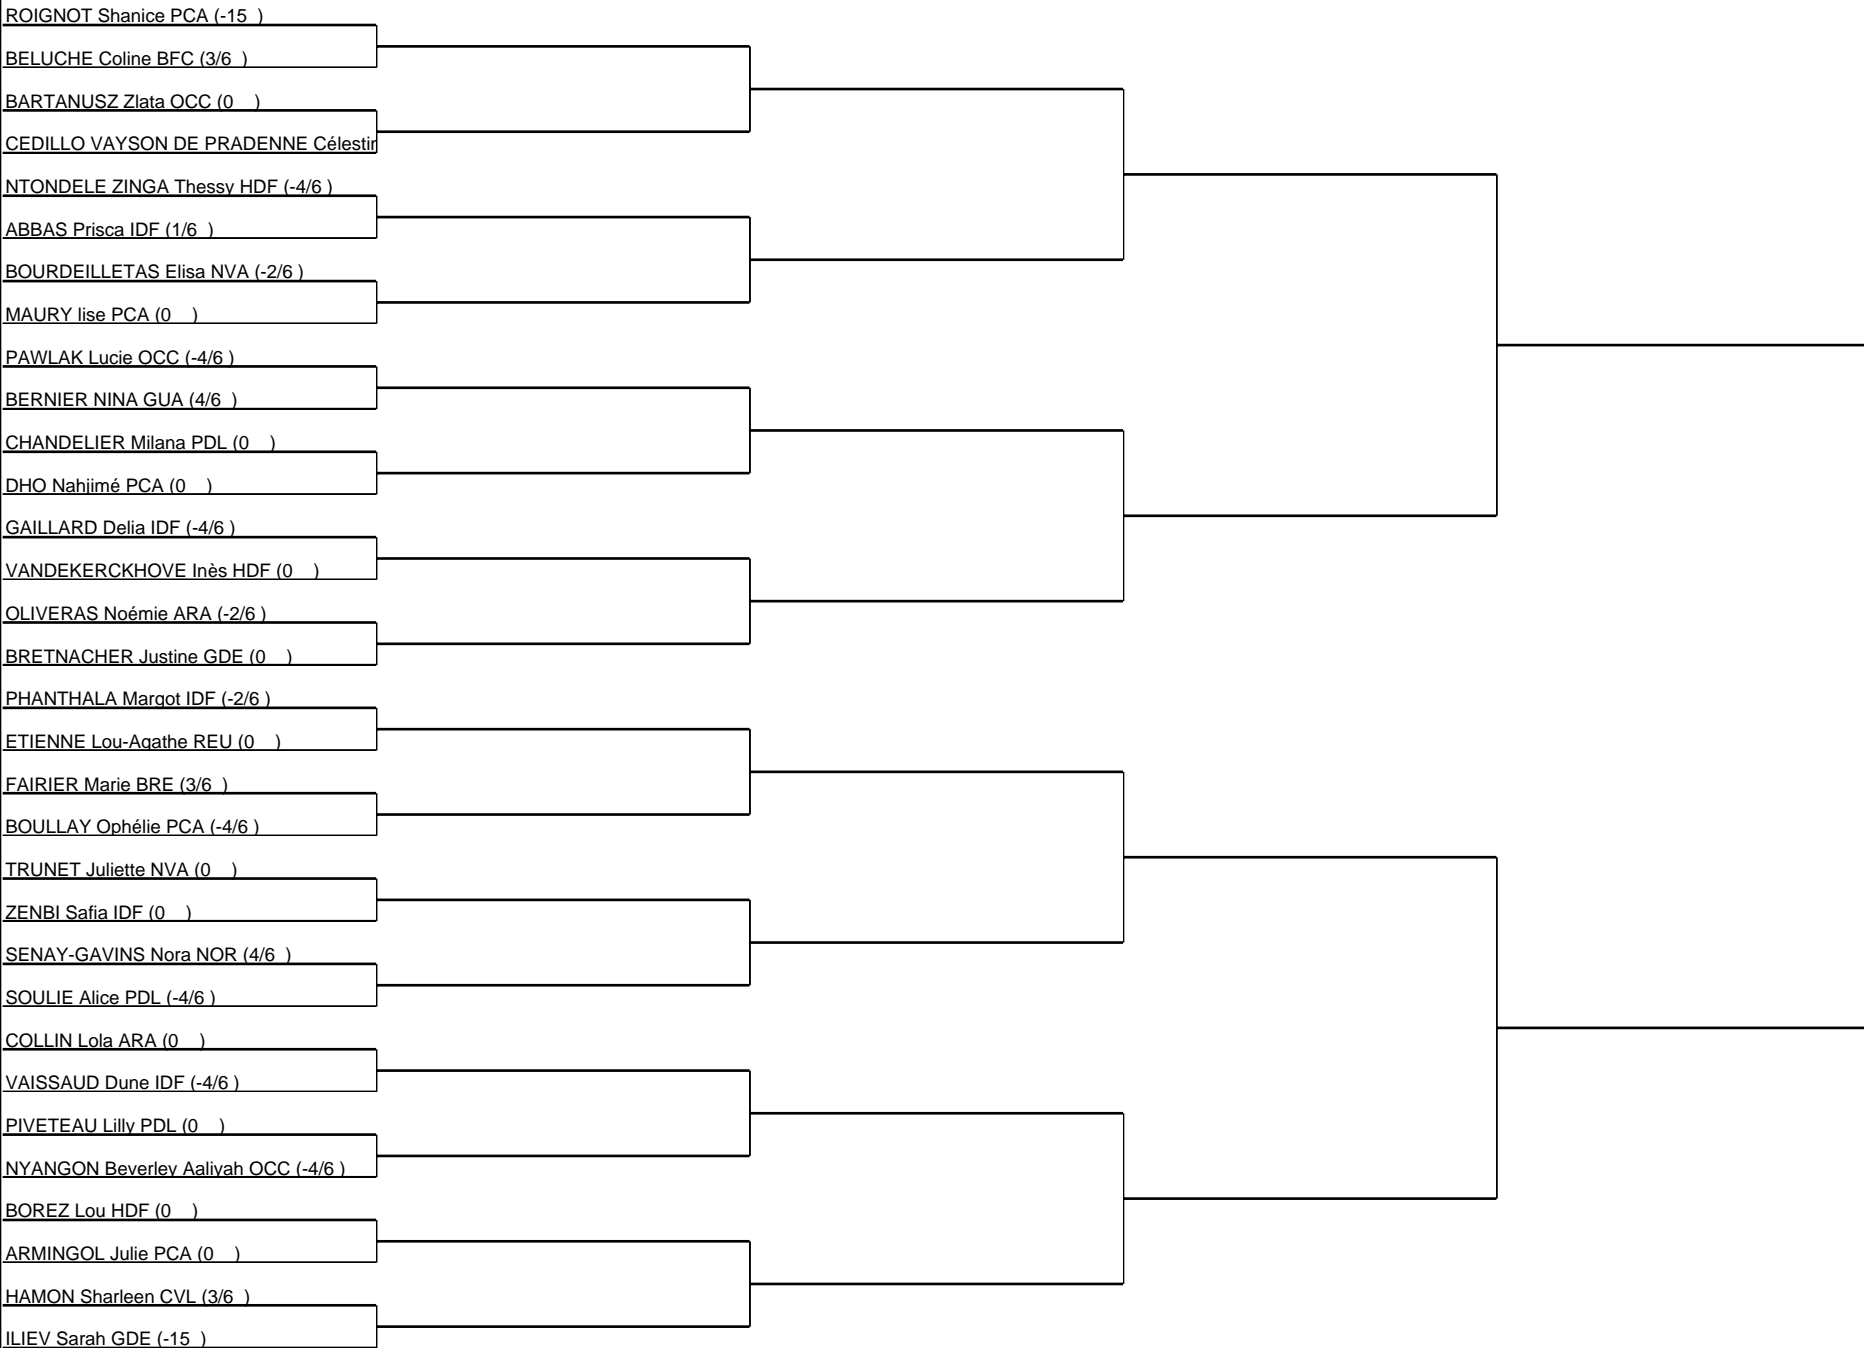 ROIGNOT Shanice PCA (-15 )
BELUCHE Coline BFC (3/6 )
BARTANUSZ Zlata OCC (0 )
CEDILLO VAYSON DE PRADENNE Célestin
NTONDELE ZINGA Thessy HDF (-4/6 )
ABBAS Prisca IDF (1/6 )
BOURDEILLETAS Elisa NVA (-2/6 )
MAURY lise PCA (0 )
PAWLAK Lucie OCC (-4/6 )
BERNIER NINA GUA (4/6 )
CHANDELIER Milana PDL (0 )
DHO Nahjimé PCA (0 )
GAILLARD Delia IDF (-4/6 )
VANDEKERCKHOVE Inès HDF (0 )
OLIVERAS Noémie ARA (-2/6 )
BRETNACHER Justine GDE (0 )
PHANTHALA Margot IDF (-2/6 )
ETIENNE Lou-Agathe REU (0 )
FAIRIER Marie BRE (3/6 )
BOULLAY Ophélie PCA (-4/6 )
TRUNET Juliette NVA (0 )
ZENBI Safia IDF (0 )
SENAY-GAVINS Nora NOR (4/6 )
SOULIE Alice PDL (-4/6 )
COLLIN Lola ARA (0 )
VAISSAUD Dune IDF (-4/6 )
PIVETEAU Lilly PDL (0 )
NYANGON Beverley Aaliyah OCC (-4/6 )
BOREZ Lou HDF (0 )
ARMINGOL Julie PCA (0 )
HAMON Sharleen CVL (3/6 )
ILIEV Sarah GDE (-15 )